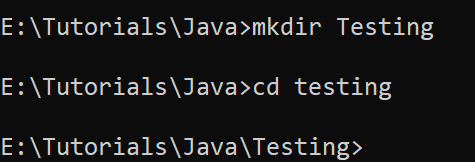 E:\Tutorials\Java>mkdir Testing
E:\Tutorials\Java>cd testing
E:\Tutorials\Java\Testing>